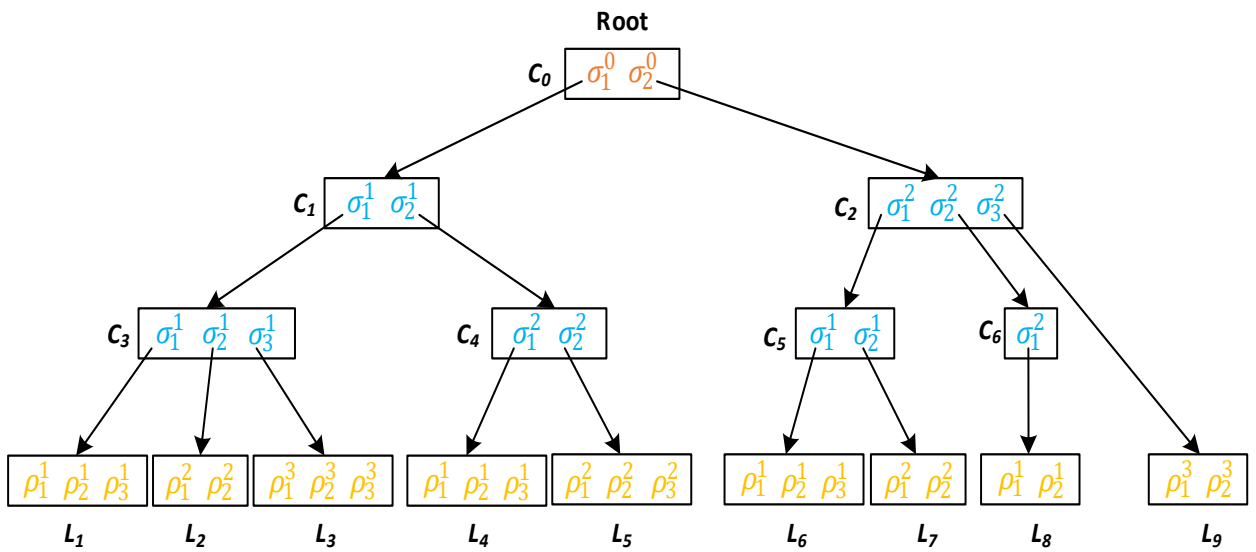 Root
C₀ σ₁⁰ σ₂⁰
C₁ σ₁¹ σ₂¹ C₂ σ₁² σ₂² σ₃²
C₃ σ₁¹ σ₂¹ σ₃¹ C₄ σ₁² σ₂² C₅ σ₁¹ σ₂¹ C₆ σ₁²
ρ₁¹ ρ₂¹ ρ₃¹ ρ₁² ρ₂² ρ₁³ ρ₂³ ρ₃³ ρ₁¹ ρ₂¹ ρ₃¹ ρ₁² ρ₂² ρ₃² ρ₁¹ ρ₂¹ ρ₃¹ ρ₁² ρ₂² ρ₁¹ ρ₂¹ ρ₁³ ρ₂³
L₁ L₂ L₃ L₄ L₅ L₆ L₇ L₈ L₉